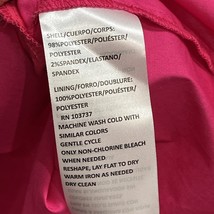 SHELL/CUERPO/CORPS:
98%POLYESTER/POLIÉSTER/
POLYESTER
2%SPANDEX/ELASTANO/
SPANDEX
LINING/FORRO/DOUBLURE:
100%POLYESTER/POLIÉSTER/
POLYESTER
RN 103737
MACHINE WASH COLD WITH
SIMILAR COLORS
GENTLE CYCLE
ONLY NON-CHLORINE BLEACH
WHEN NEEDED
RESHAPE, LAY FLAT TO DRY
WARM IRON AS NEEDED
DRY CLEAN